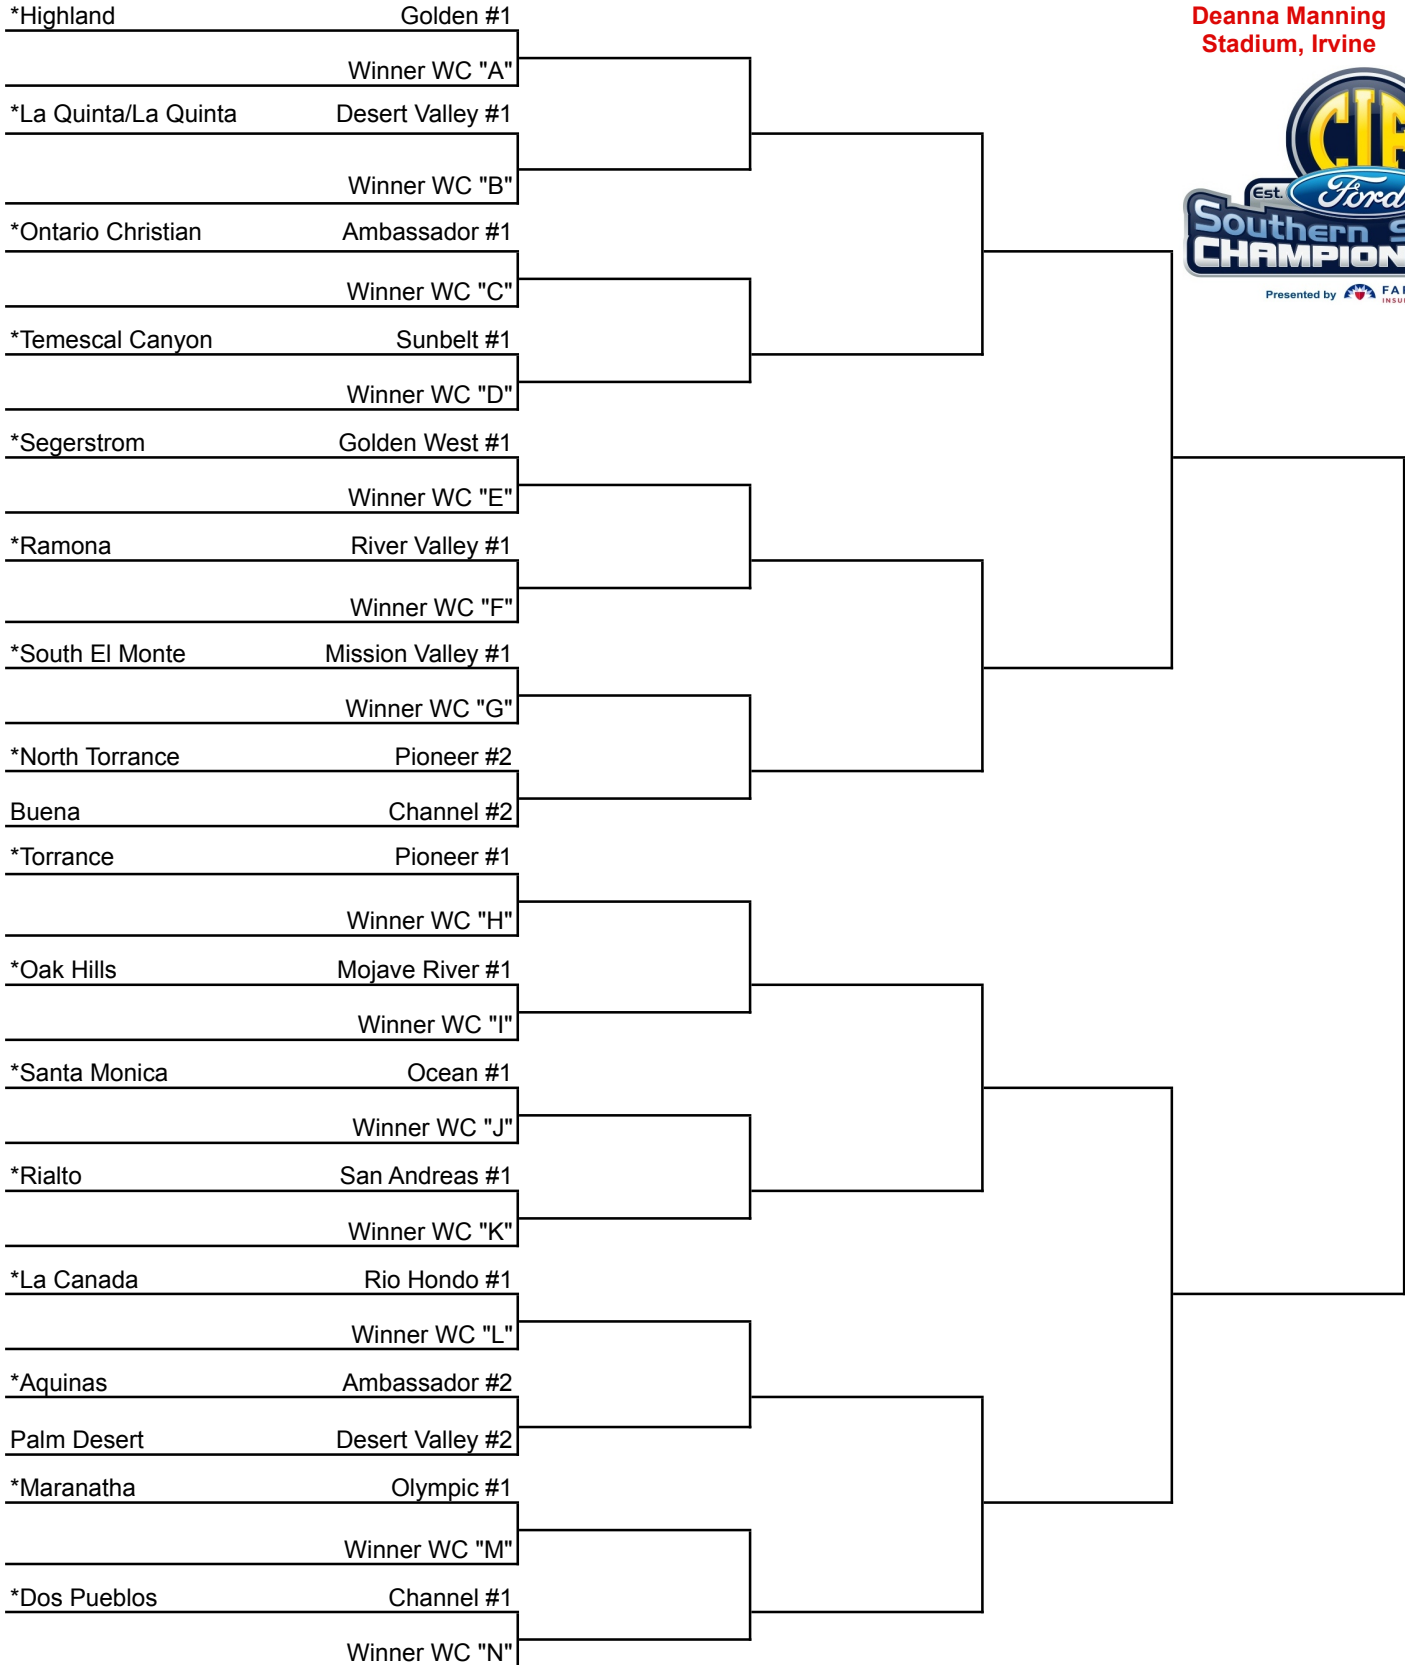 *Highland Golden #1
Deanna Manning
Stadium, Irvine
Winner WC "A"
*La Quinta/La Quinta Desert Valley #1
Winner WC "B"
Est.
Ford
Southern S
CHAMPION
*Ontario Christian Ambassador #1
Winner WC "C"
Presented by
*Temescal Canyon Sunbelt #1
Winner WC "D"
*Segerstrom Golden West #1
Winner WC "E"
*Ramona River Valley #1
Winner WC "F"
*South El Monte Mission Valley #1
Winner WC "G"
*North Torrance Pioneer #2
Buena Channel #2
*Torrance Pioneer #1
Winner WC "H"
*Oak Hills Mojave River #1
Winner WC "I"
*Santa Monica Ocean #1
Winner WC "J"
*Rialto San Andreas #1
Winner WC "K"
*La Canada Rio Hondo #1
Winner WC "L"
*Aquinas Ambassador #2
Palm Desert Desert Valley #2
*Maranatha Olympic #1
Winner WC "M"
*Dos Pueblos Channel #1
Winner WC "N"